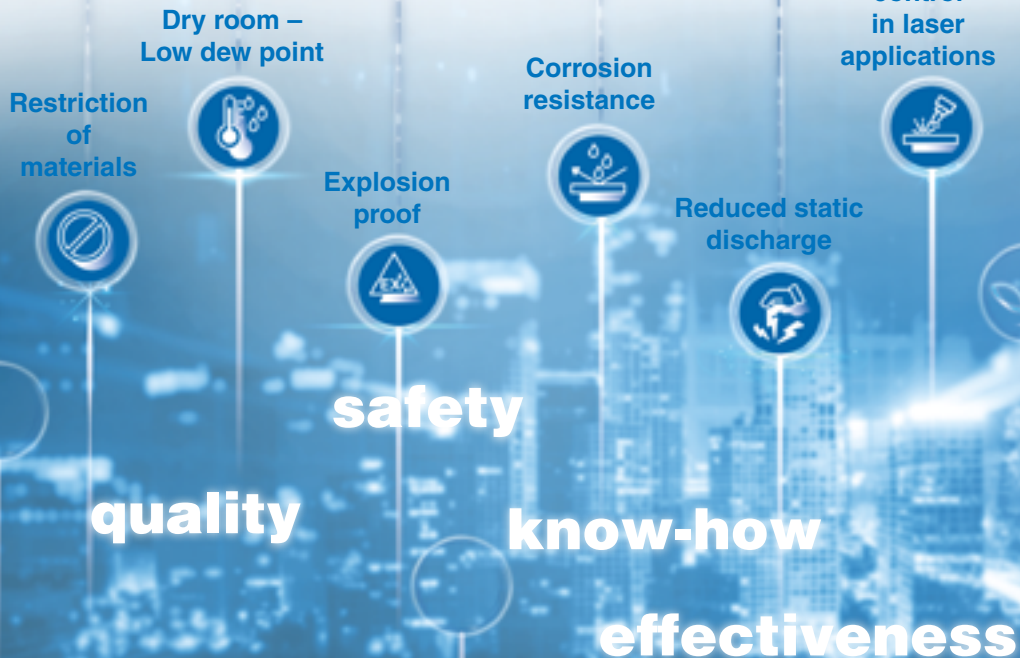 Dry room –
Low dew point
in laser
applications
Corrosion
resistance
Restriction
of
materials
Explosion
proof
Reduced static
discharge
EX
safety
quality
know-how
effectiveness